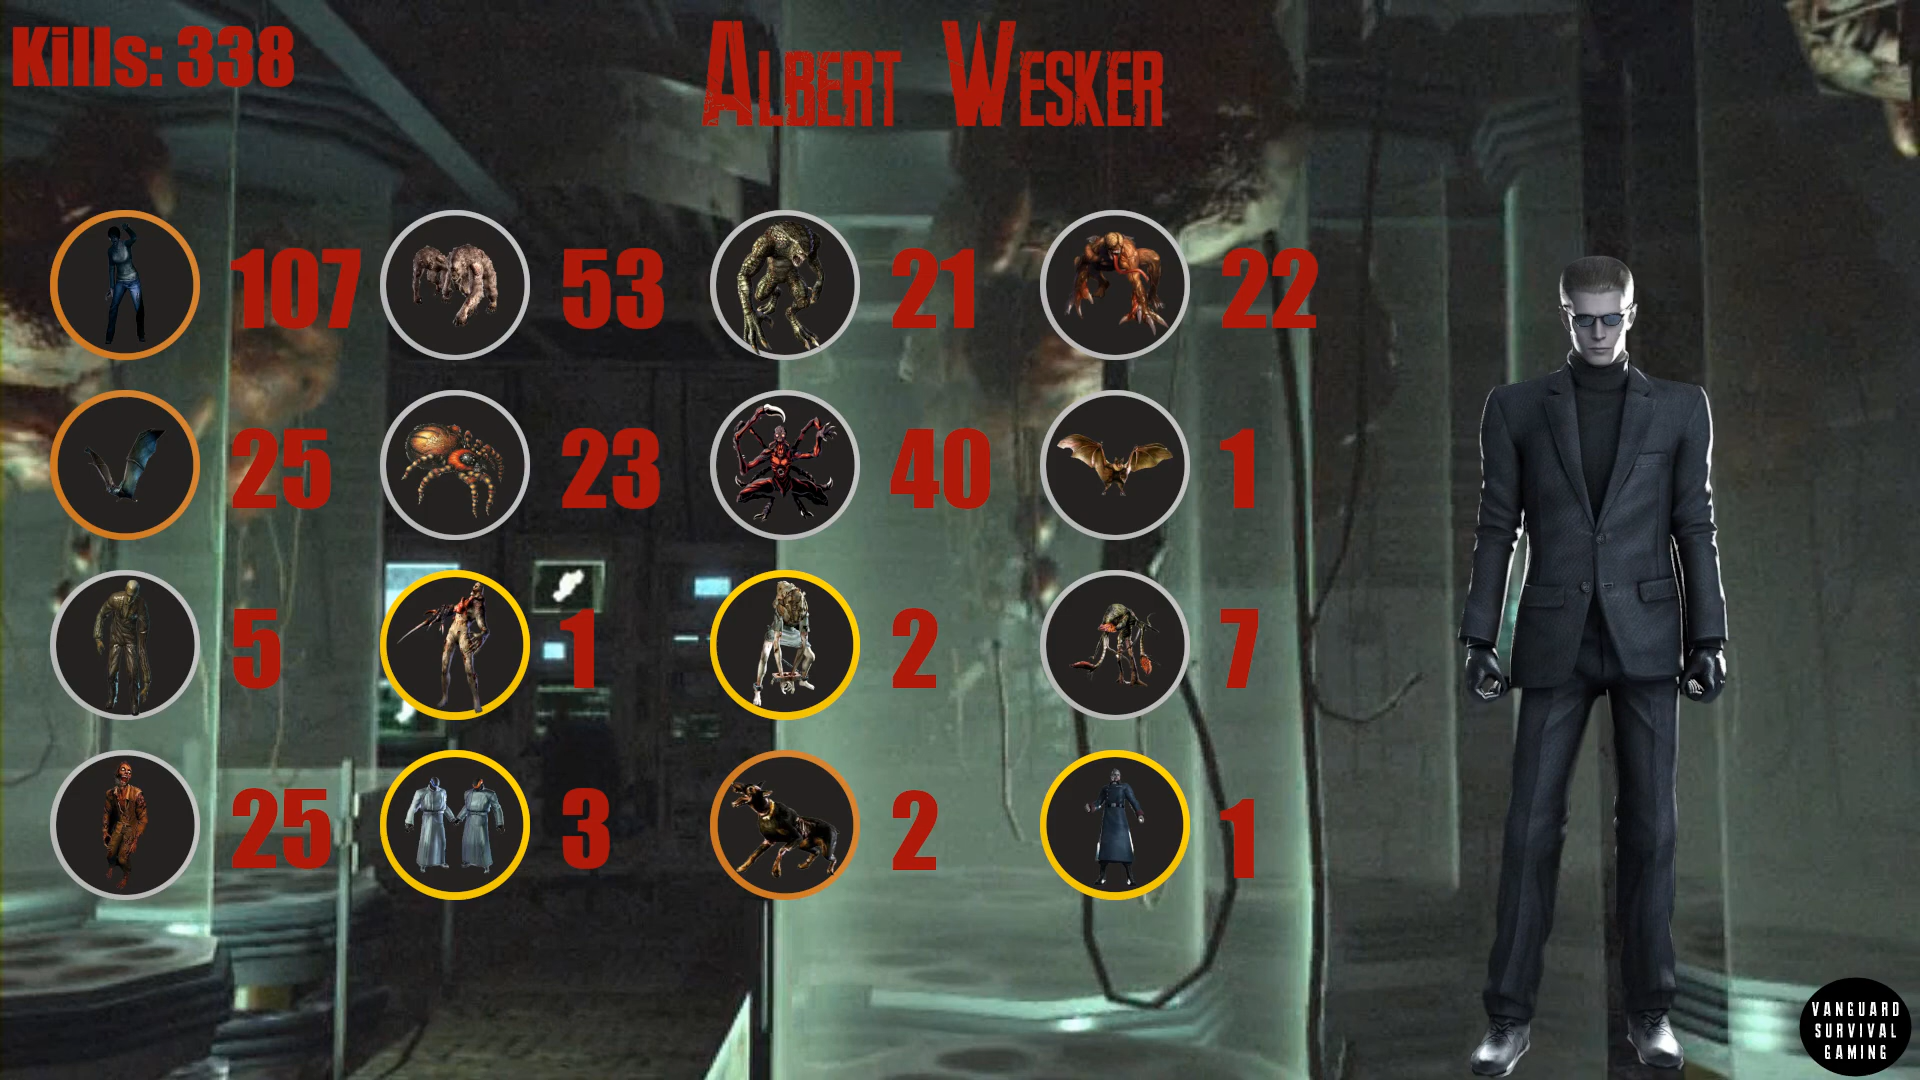 Kills: 338
Albert Wesker
107 53 21 22
25 23 40 1
5 1 2 7
25 3 2 1
VANGUARD
SURVIVAL
GAMING